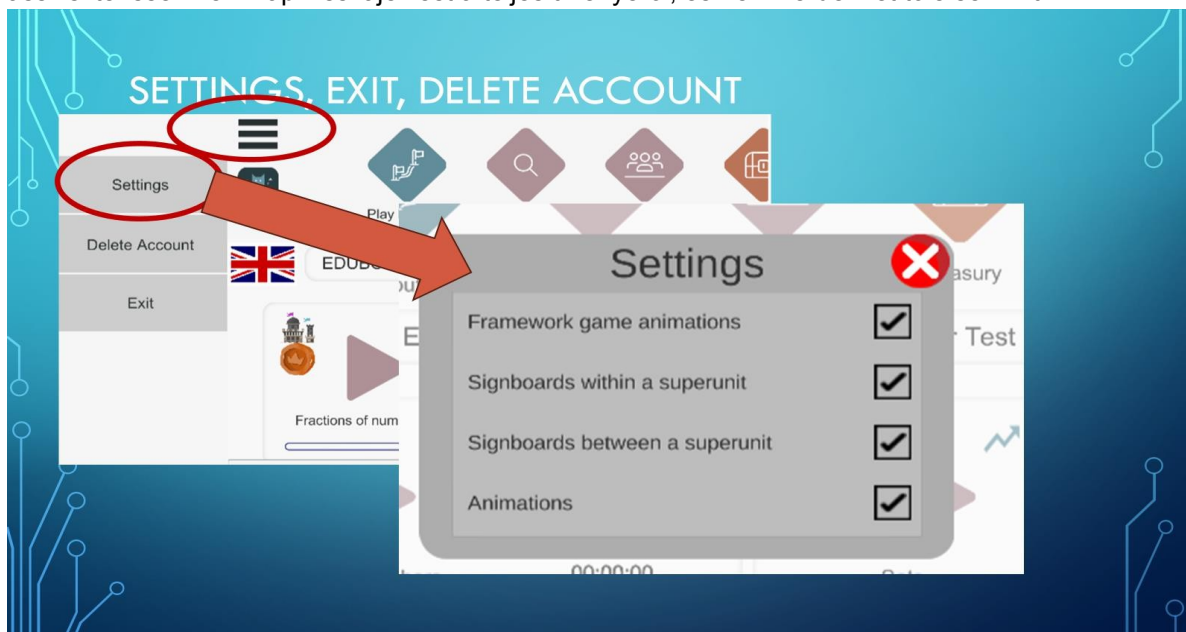 SETTINGS, EXIT, DELETE ACCOUNT
Settings
Delete Account
Exit
Play
Fractions of num
Settings
asury
Framework game animations
Test
Signboards within a superunit
Signboards between a superunit
Animations
00:00:00